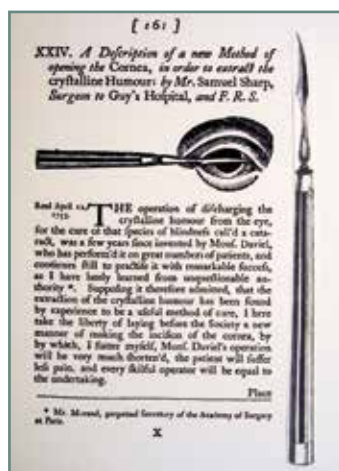 [ 161 ]
XXIV. A Deſcription of a new Method of
opening the Cornea, in order to extract the
cryſtalline Humour; by Mr. Samuel Sharp,
Surgeon to Guy's Hoſpital, and F. R. S.
Read April 12,
1753.
THE operation of diſcharging the
cryſtalline humour from the eye,
for the cure of that ſpecies of blindneſs call'd a cata-
ract, was a few years ſince invented by Monſ. Daviel,
who has perform'd it on great numbers of patients, and
continues ſtill to practiſe it with remarkable ſucceſs,
as I have lately learned from unqueſtionable au-
thority *. Suppoſing it therefore admitted, that the
extraction of the cryſtalline humour has been found
by experience to be a uſeful method of cure, I here
take the liberty of laying before the Society a new
manner of making the inciſion of the cornea, by
by which, I flatter myſelf, Monſ. Daviel's operation
will be very much ſhorten'd, the patient will ſuffer
leſs pain, and every ſkilful operator will be equal to
the undertaking.
Place
* Mr. Morand, perpetual Secretary of the Academy of Surgery
at Paris.
X